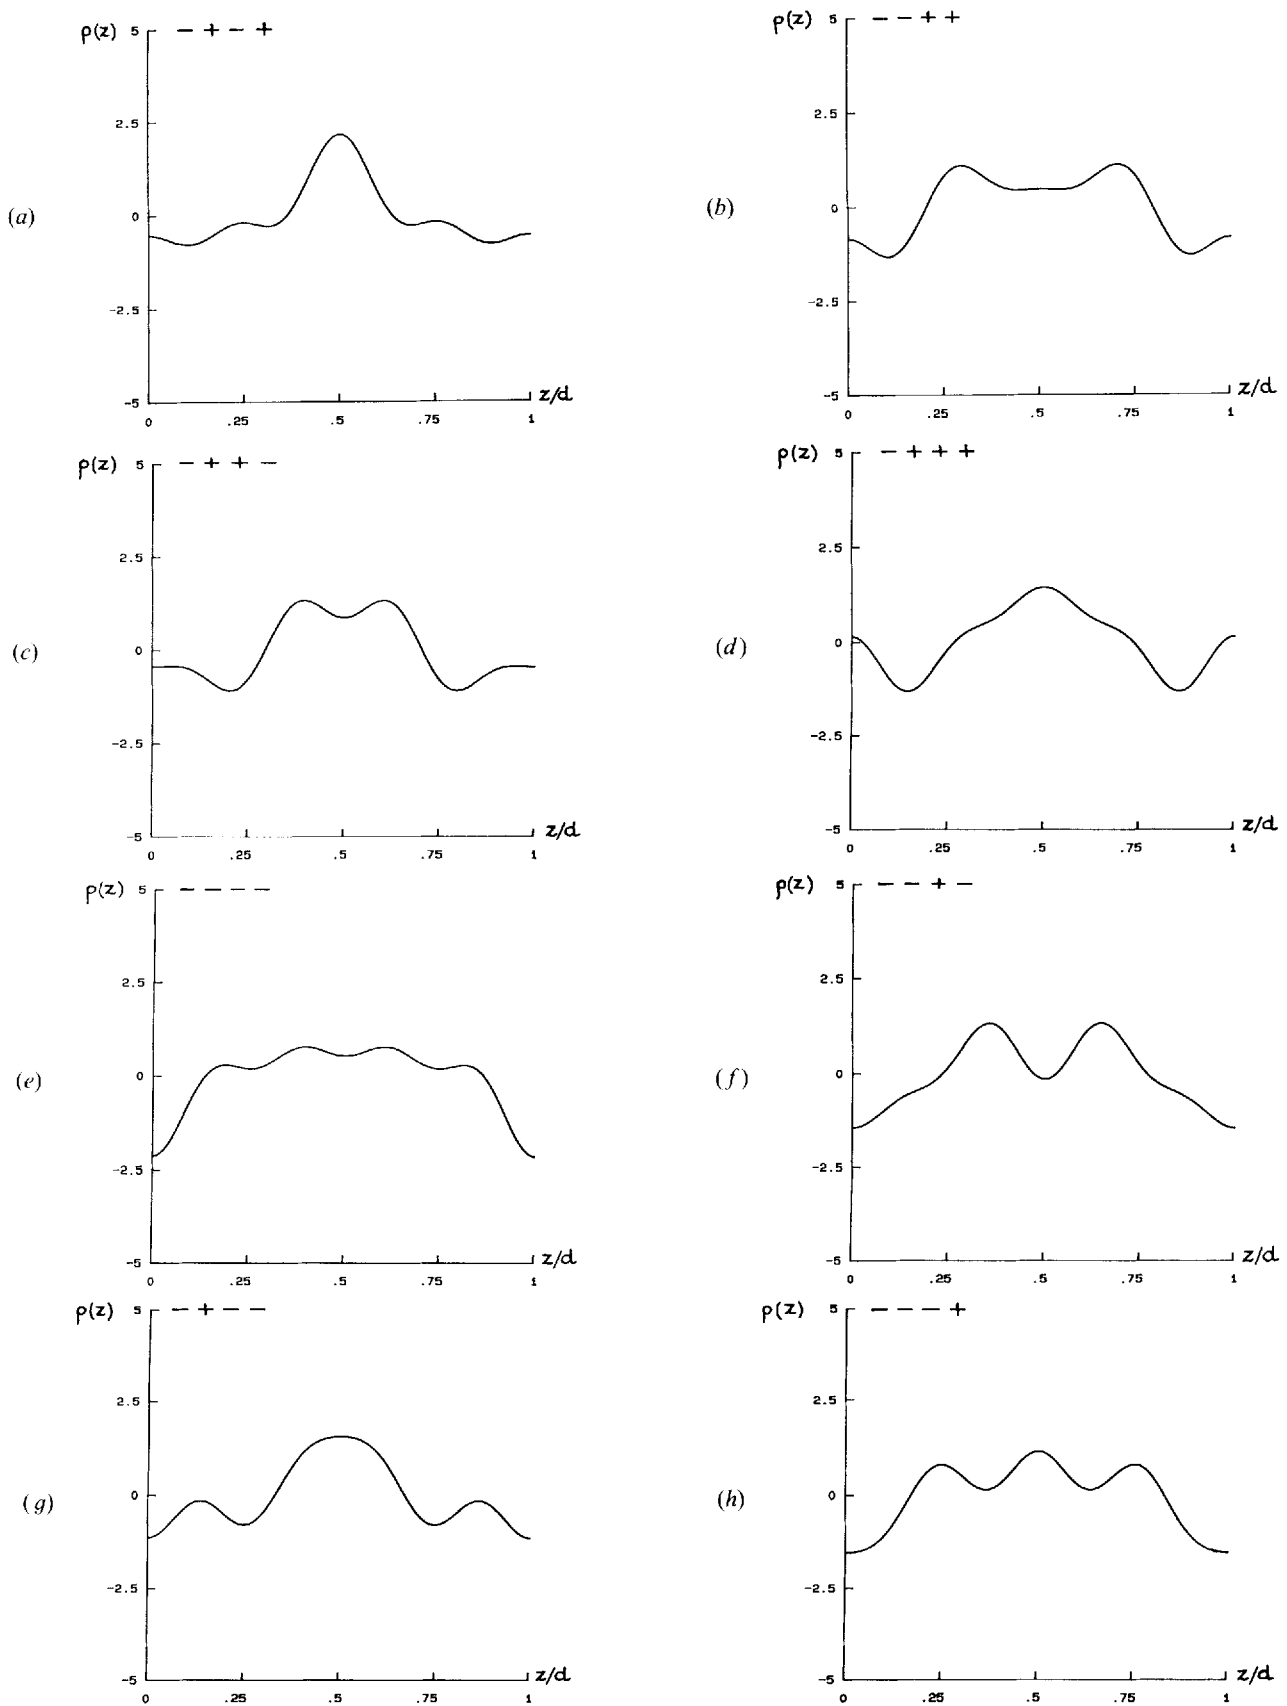 ρ(z) 5 − + − +
2.5
(a) 0
−2.5
−5 z/d
0 .25 .5 .75 1
ρ(z) 5 − − + +
2.5
(b) 0
−2.5
−5 z/d
0 .25 .5 .75 1
ρ(z) 5 − + + −
2.5
(c) 0
−2.5
−5 z/d
0 .25 .5 .75 1
ρ(z) 5 − + + +
2.5
(d) 0
−2.5
−5 z/d
0 .25 .5 .75 1
ρ(z) 5 − − − −
2.5
(e) 0
−2.5
−5 z/d
0 .25 .5 .75 1
ρ(z) 5 − − + −
2.5
(f) 0
−2.5
−5 z/d
0 .25 .5 .75 1
ρ(z) 5 − + − −
2.5
(g) 0
−2.5
−5 z/d
0 .25 .5 .75 1
ρ(z) 5 − − − +
2.5
(h) 0
−2.5
−5 z/d
0 .25 .5 .75 1